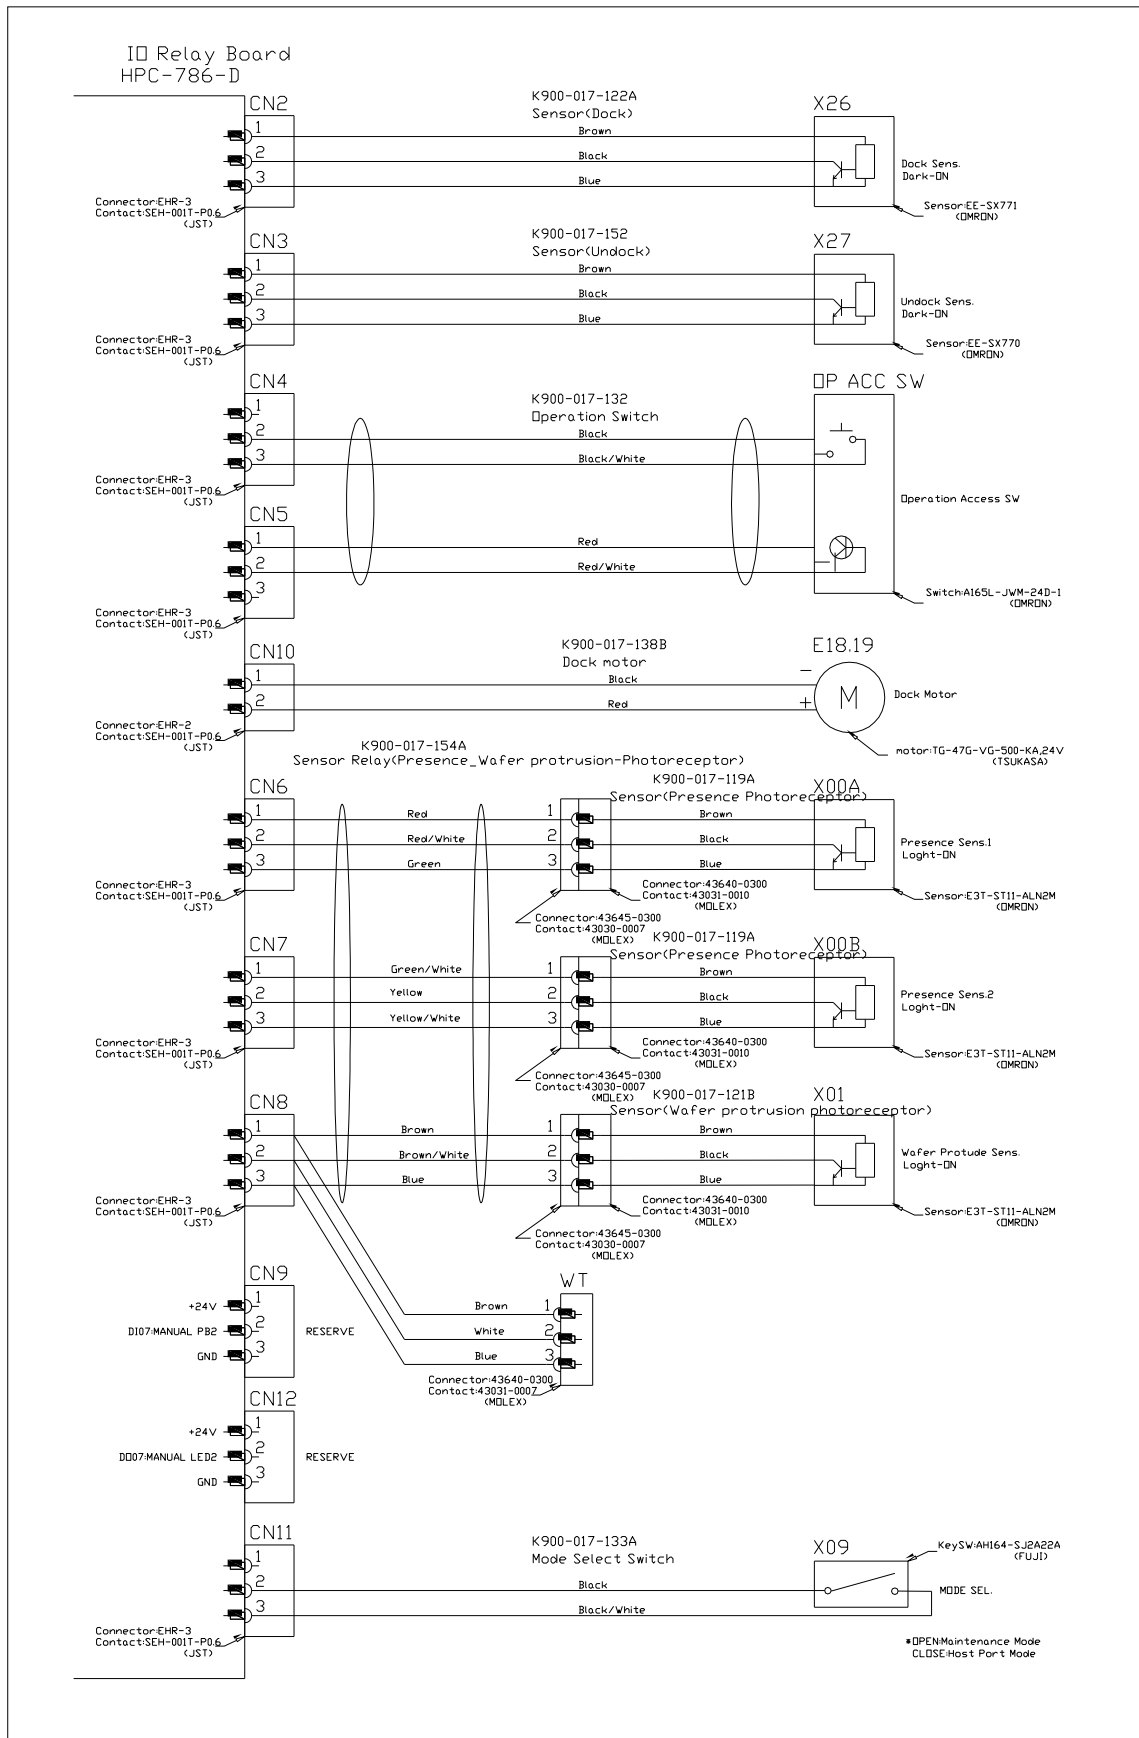 IO Relay Board
HPC-786-D
CN2
K900-017-122A
Sensor(Dock)
X26
1
Brown
2
Black
3
Blue
Dock Sens.
Dark-ON
Connector:EHR-3
Contact:SEH-001T-P0.6
(JST)
Sensor:EE-SX771
(OMRON)
CN3
K900-017-152
Sensor(Undock)
X27
1
Brown
2
Black
3
Blue
Undock Sens.
Dark-ON
Connector:EHR-3
Contact:SEH-001T-P0.6
(JST)
Sensor:EE-SX770
(OMRON)
CN4
K900-017-132
Operation Switch
OP ACC SW
1
2
Black
3
Black/White
Connector:EHR-3
Contact:SEH-001T-P0.6
(JST)
Operation Access SW
CN5
1
Red
2
Red/White
3
Connector:EHR-3
Contact:SEH-001T-P0.6
(JST)
Switch:A165L-JWM-24D-1
(OMRON)
CN10
K900-017-138B
Dock motor
E18.19
1
Black
-
2
Red
+
M
Dock Motor
Connector:EHR-2
Contact:SEH-001T-P0.6
(JST)
motor:TG-47G-VG-500-KA,24V
(TSUKASA)
K900-017-154A
Sensor Relay(Presence_Wafer protrusion-Photoreceptor)
CN6
K900-017-119A
Sensor(Presence Photoreceptor)
X00A
1
Red
1
Brown
2
Red/White
2
Black
3
Green
3
Blue
Presence Sens.1
Loght-ON
Connector:EHR-3
Contact:SEH-001T-P0.6
(JST)
Connector:43640-0300
Contact:43031-0010
(MOLEX)
Connector:43645-0300
Contact:43030-0007
(MOLEX)
Sensor:E3T-ST11-ALN2M
(OMRON)
CN7
K900-017-119A
Sensor(Presence Photoreceptor)
X00B
1
Green/White
1
Brown
2
Yellow
2
Black
3
Yellow/White
3
Blue
Presence Sens.2
Loght-ON
Connector:EHR-3
Contact:SEH-001T-P0.6
(JST)
Connector:43640-0300
Contact:43031-0010
(MOLEX)
Connector:43645-0300
Contact:43030-0007
(MOLEX)
Sensor:E3T-ST11-ALN2M
(OMRON)
CN8
K900-017-121B
Sensor(Wafer protrusion photoreceptor)
X01
1
Brown
1
Brown
2
Brown/White
2
Black
3
Blue
3
Blue
Wafer Protude Sens.
Loght-ON
Connector:EHR-3
Contact:SEH-001T-P0.6
(JST)
Connector:43640-0300
Contact:43031-0010
(MOLEX)
Connector:43645-0300
Contact:43030-0007
(MOLEX)
Sensor:E3T-ST11-ALN2M
(OMRON)
CN9
+24V
1
DI07:MANUAL PB2
2
GND
3
RESERVE
WT
Brown
1
White
2
Blue
3
Connector:43640-0300
Contact:43031-0007
(MOLEX)
CN12
+24V
1
DO07:MANUAL LED2
2
GND
3
RESERVE
CN11
K900-017-133A
Mode Select Switch
X09
KeySW:AH164-SJ2A22A
(FUJI)
1
2
Black
3
Black/White
MODE SEL.
Connector:EHR-3
Contact:SEH-001T-P0.6
(JST)
*OPEN:Maintenance Mode
CLOSE:Host Port Mode